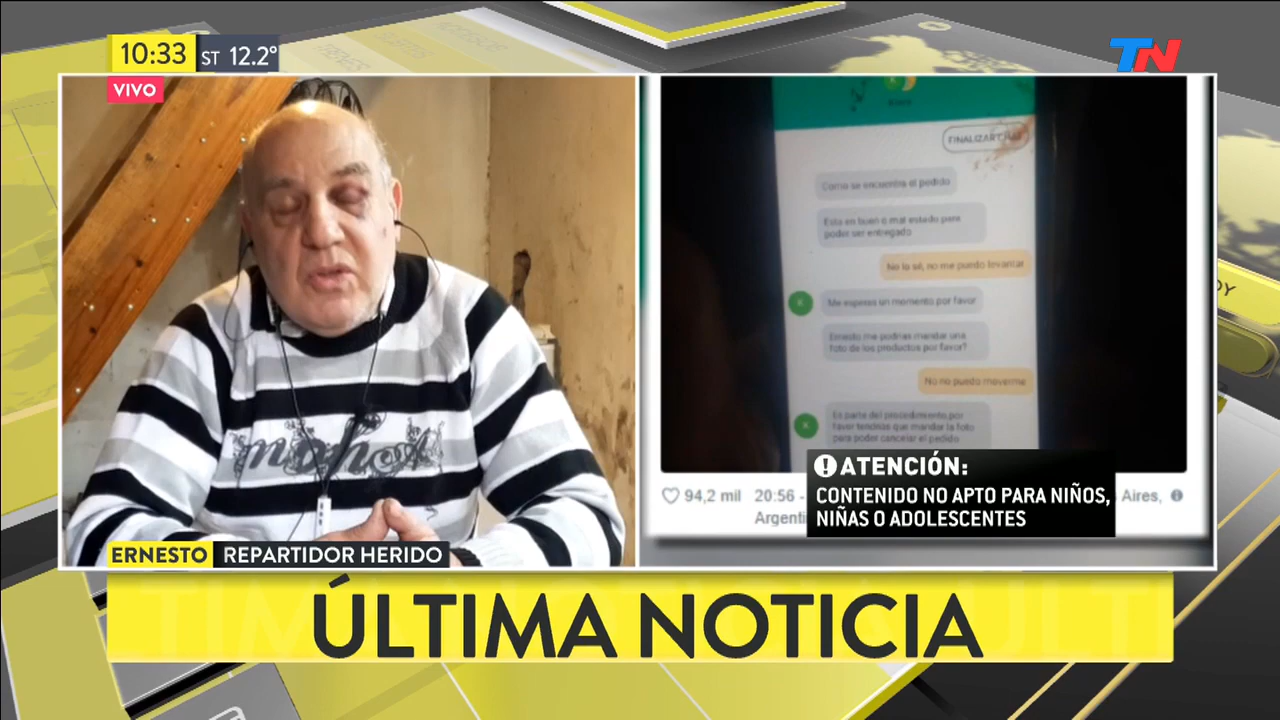 10:33 ST 12.2°
VIVO
TN
FINALIZAR
Como se encuentra el pedido
Esta en buen o mal estado para
poder ser entregado
No lo sé, no me puedo levantar
K
Me esperas un momento por favor
Ernesto me podrías mandar una
foto de los productos por favor?
No no puedo moverme
K
Es parte del procedimiento, por
favor tendrías que mandar la foto
para poder cancelar el pedido
94,2 mil 20:56 - Aires,
Argenti
ATENCIÓN:
CONTENIDO NO APTO PARA NIÑOS,
NIÑAS O ADOLESCENTES
monoA
ERNESTO REPARTIDOR HERIDO
ÚLTIMA NOTICIA